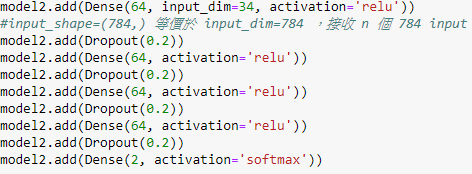 model2.add(Dense(64, input_dim=34, activation='relu'))
#input_shape=(784,) 等價於 input_dim=784 ，接收 n 個 784 input
model2.add(Dropout(0.2))
model2.add(Dense(64, activation='relu'))
model2.add(Dropout(0.2))
model2.add(Dense(64, activation='relu'))
model2.add(Dropout(0.2))
model2.add(Dense(64, activation='relu'))
model2.add(Dropout(0.2))
model2.add(Dense(2, activation='softmax'))